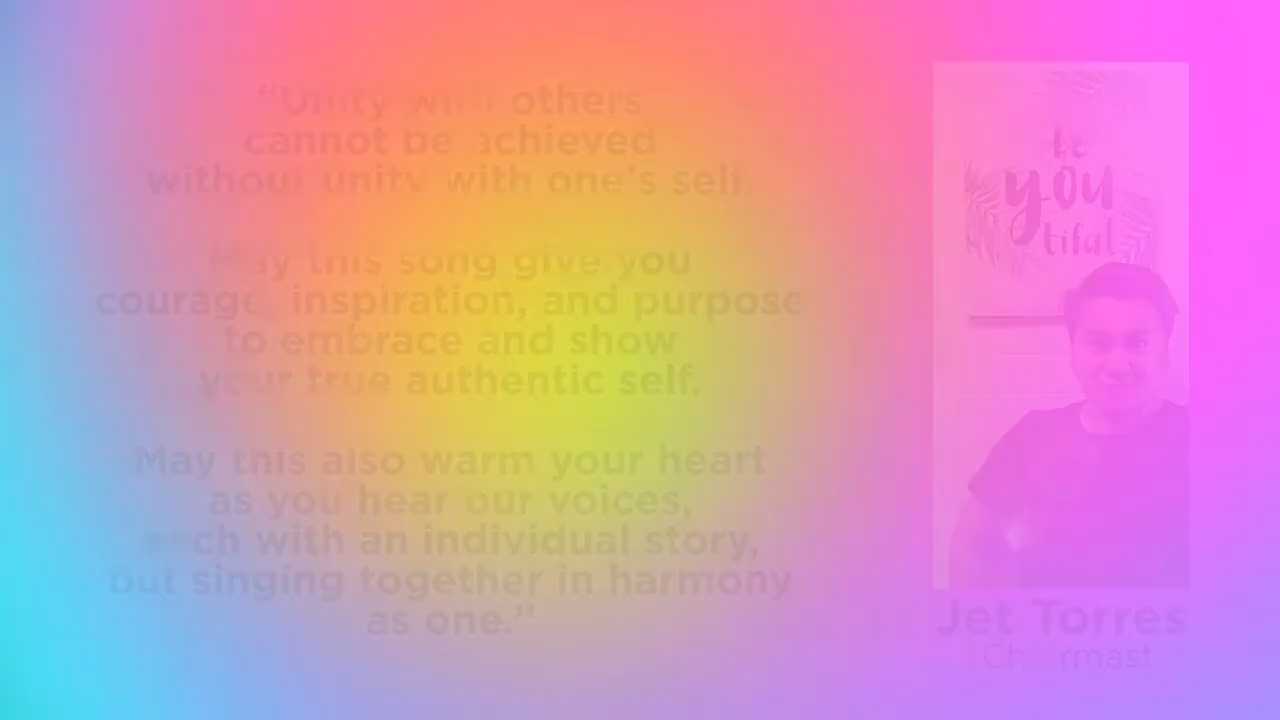 “Unity with others
cannot be achieved
without unity with one's self.
May this song give you
courage, inspiration, and purpose
to embrace and show
your true authentic self.
May this also warm your heart
as you hear our voices,
each with an individual story,
but singing together in harmony
as one.”
be
you
tiful
Jet Torres